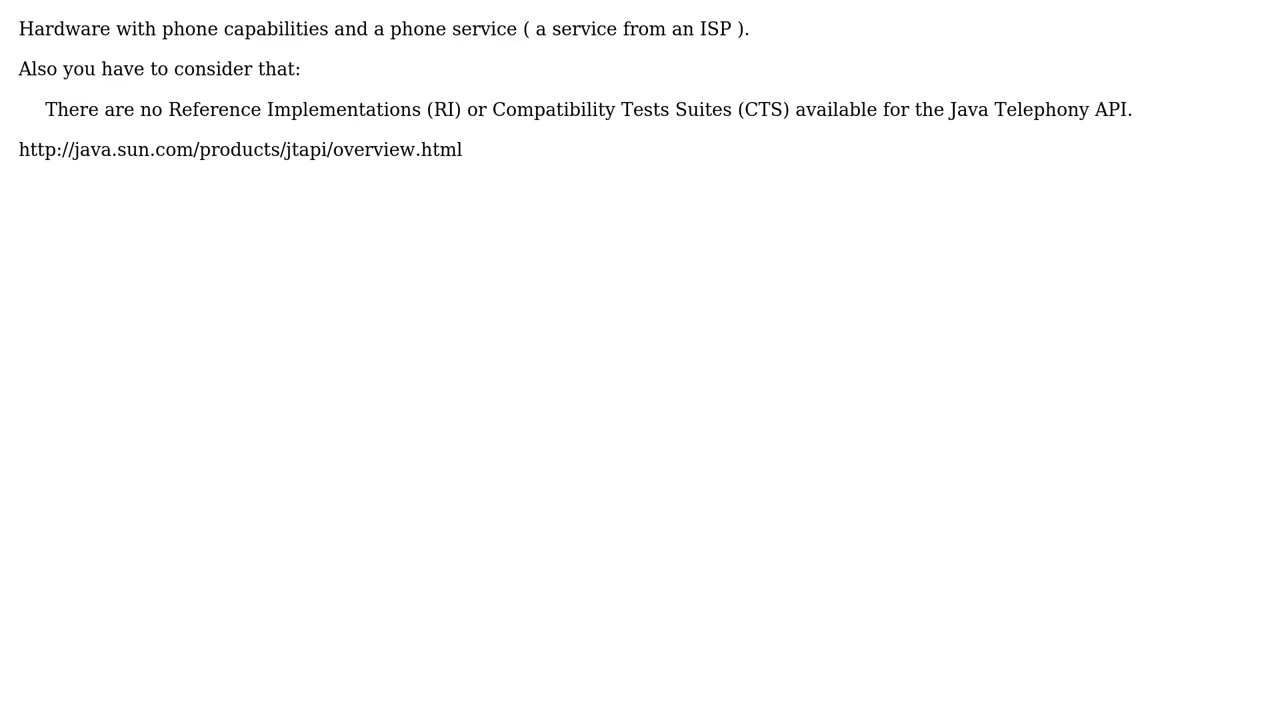 Hardware with phone capabilities and a phone service ( a service from an ISP ).
Also you have to consider that:
There are no Reference Implementations (RI) or Compatibility Tests Suites (CTS) available for the Java Telephony API.
http://java.sun.com/products/jtapi/overview.html